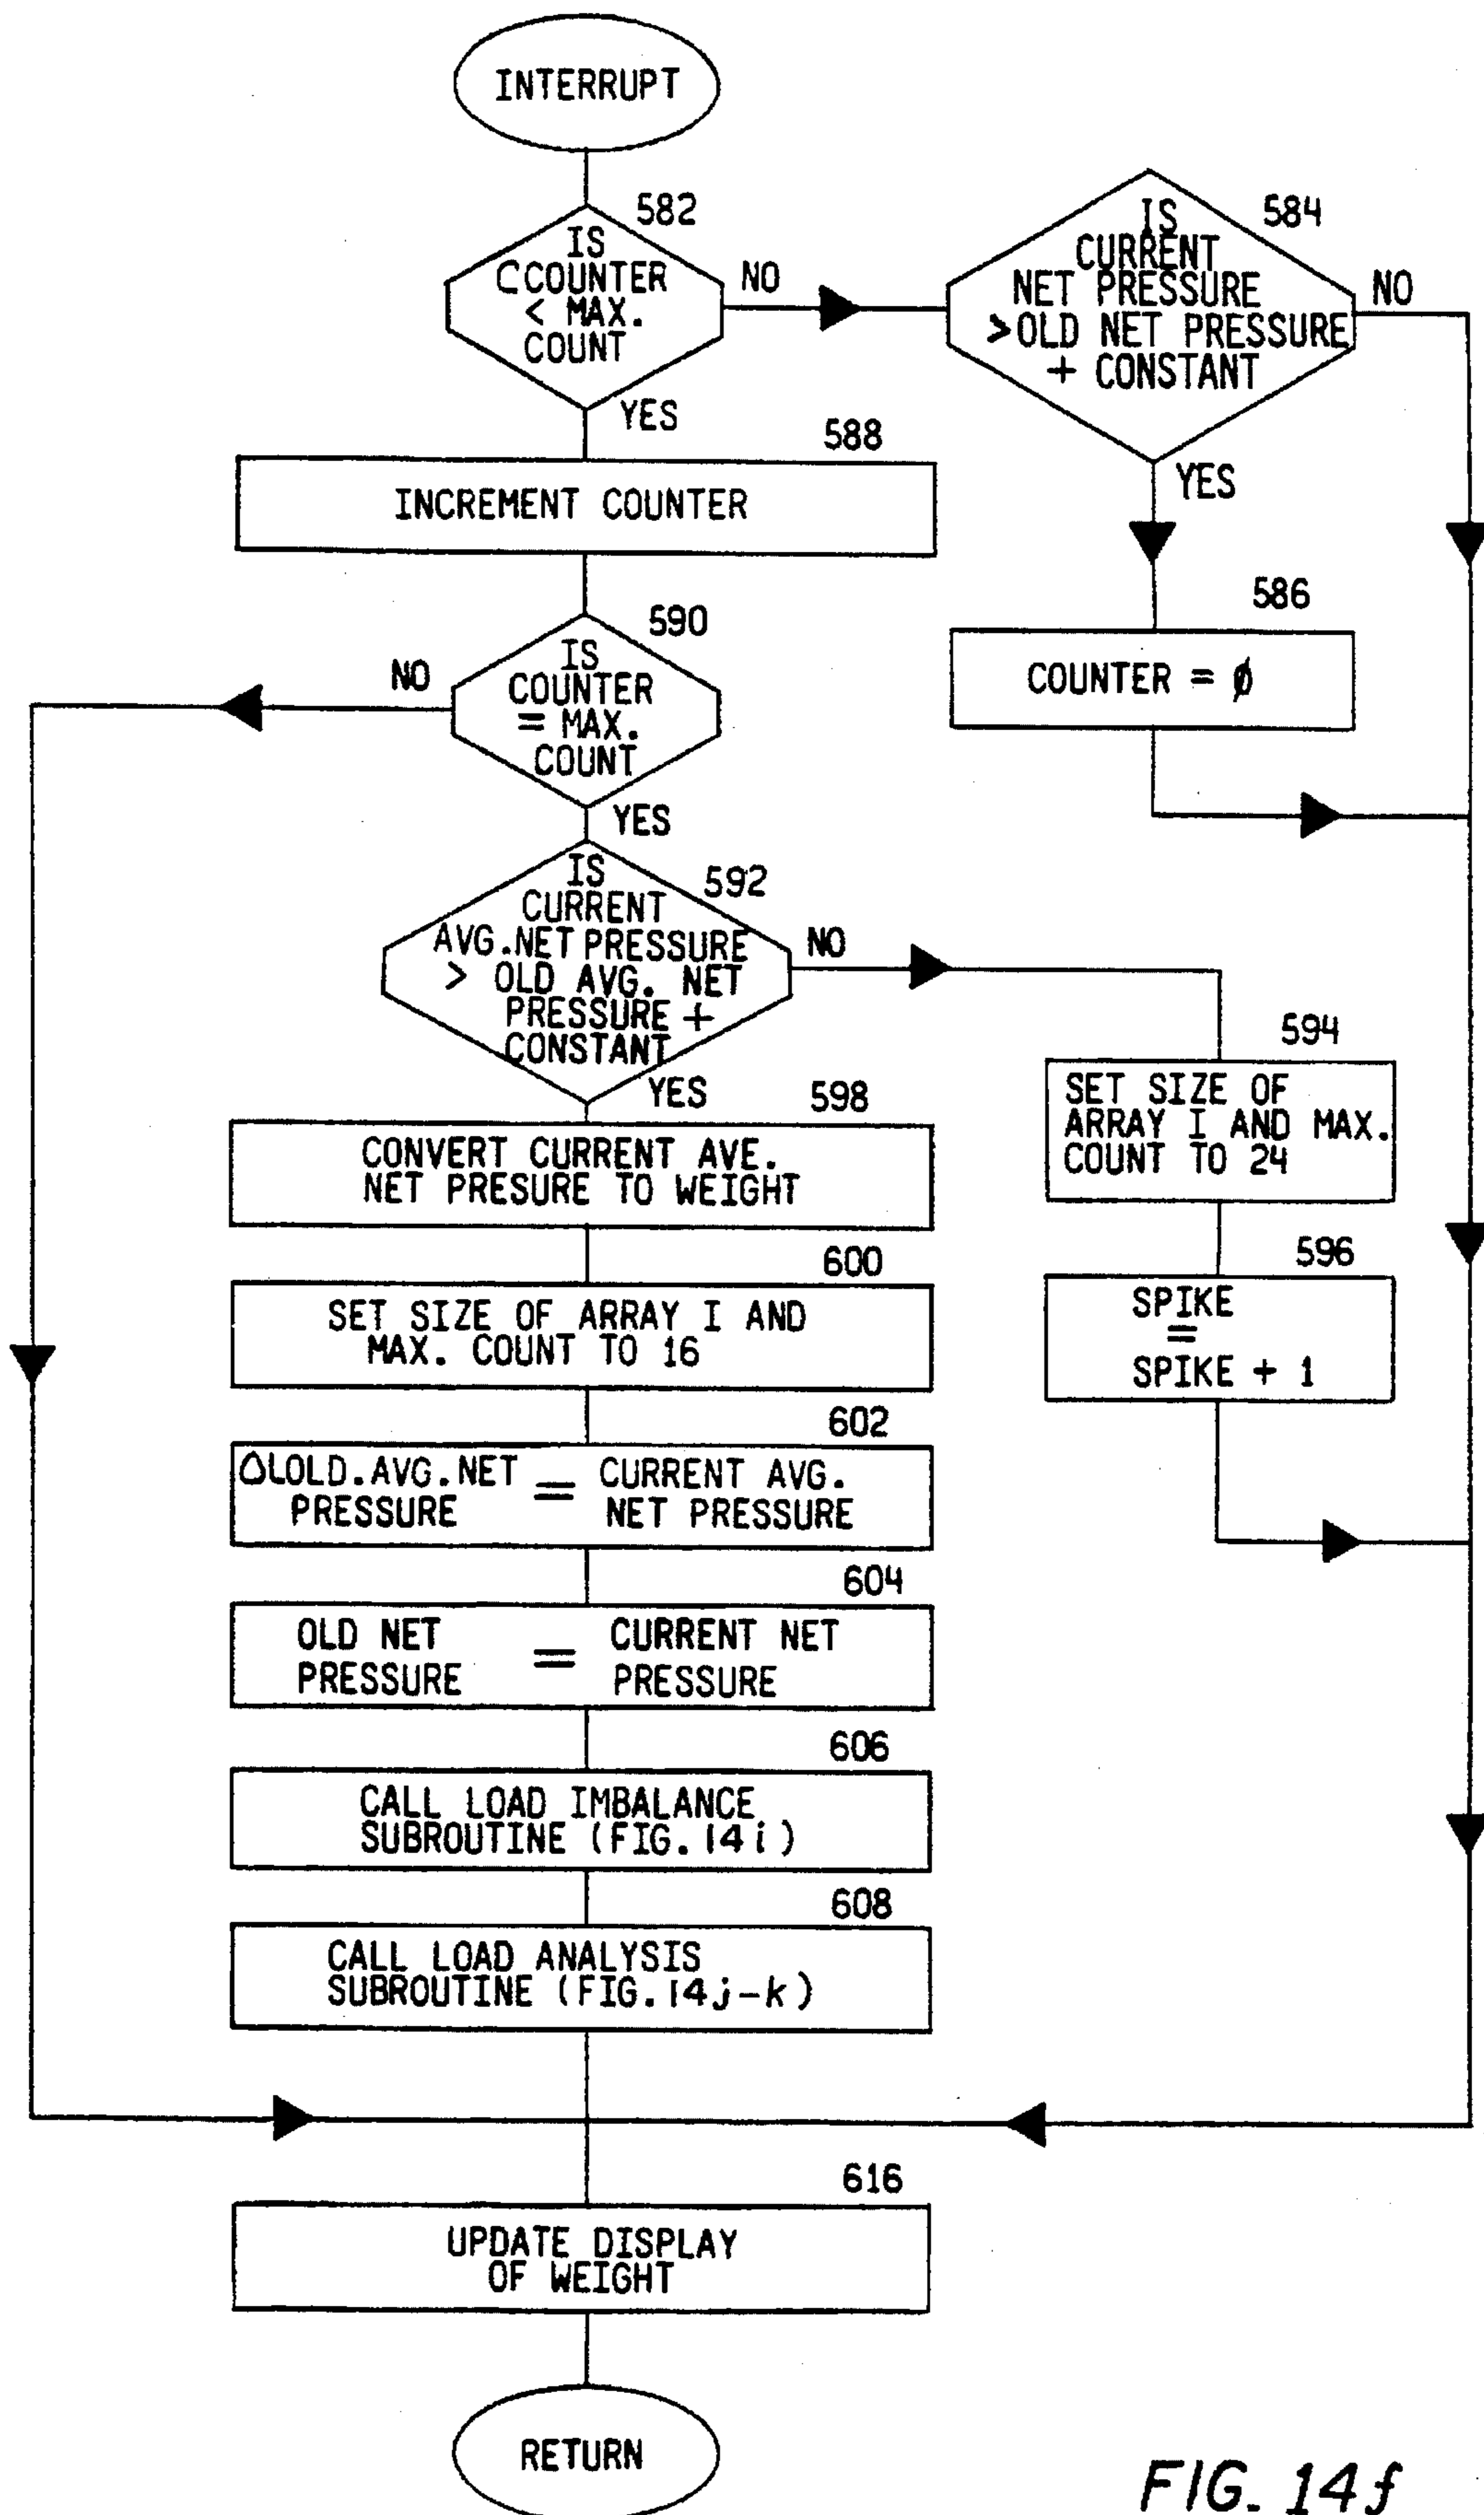 INTERRUPT
582
IS
CCOUNTER
< MAX.
COUNT
NO
YES
584
IS
CURRENT
NET PRESSURE
>OLD NET PRESSURE
+ CONSTANT
NO
YES
588
INCREMENT COUNTER
586
COUNTER = ø
590
IS
COUNTER
= MAX.
COUNT
NO
YES
592
IS
CURRENT
AVG.NET PRESSURE
> OLD AVG. NET
PRESSURE +
CONSTANT
NO
YES
594
SET SIZE OF
ARRAY I AND MAX.
COUNT TO 24
596
SPIKE
=
SPIKE + 1
598
CONVERT CURRENT AVE.
NET PRESURE TO WEIGHT
600
SET SIZE OF ARRAY I AND
MAX. COUNT TO 16
602
OLOLD.AVG.NET = CURRENT AVG.
PRESSURE NET PRESSURE
604
OLD NET = CURRENT NET
PRESSURE PRESSURE
606
CALL LOAD IMBALANCE
SUBROUTINE (FIG.14i)
608
CALL LOAD ANALYSIS
SUBROUTINE (FIG.14j-k)
616
UPDATE DISPLAY
OF WEIGHT
RETURN
FIG. 14f